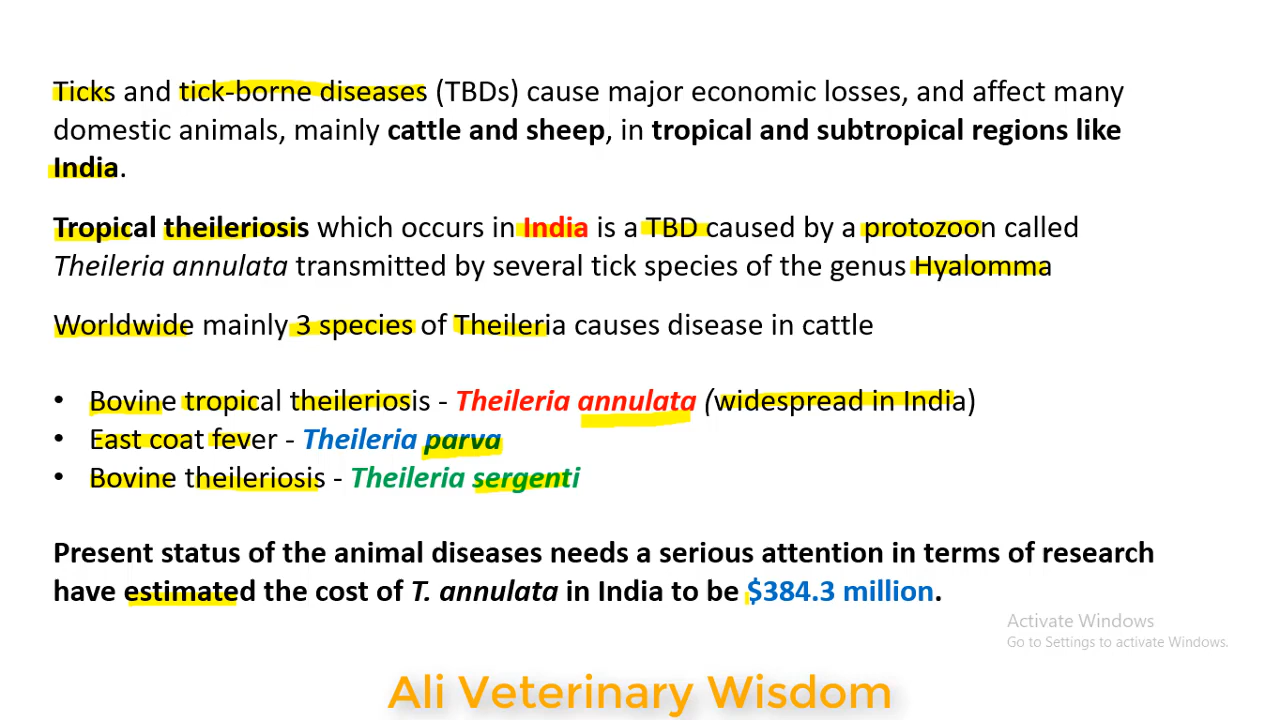 Ticks and tick-borne diseases (TBDs) cause major economic losses, and affect many
domestic animals, mainly cattle and sheep, in tropical and subtropical regions like
India.
Tropical theileriosis which occurs in India is a TBD caused by a protozoon called
Theileria annulata transmitted by several tick species of the genus Hyalomma
Worldwide mainly 3 species of Theileria causes disease in cattle
• Bovine tropical theileriosis - Theileria annulata (widespread in India)
• East coat fever - Theileria parva
• Bovine theileriosis - Theileria sergenti
Present status of the animal diseases needs a serious attention in terms of research
have estimated the cost of T. annulata in India to be $384.3 million.
Activate Windows
Go to Settings to activate Windows.
Ali Veterinary Wisdom